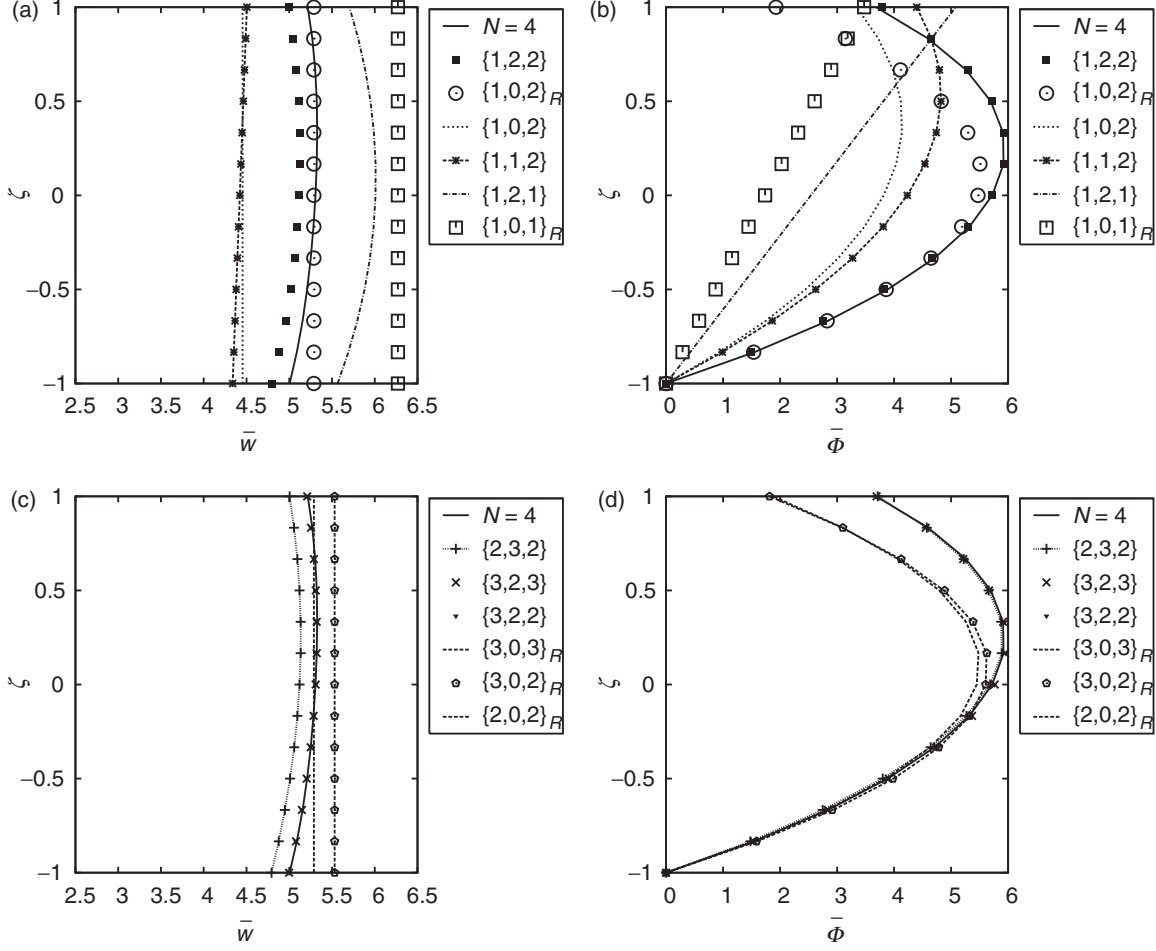 (a)
1
0.5
0
−0.5
−1
ζ
2.5 3 3.5 4 4.5 5 5.5 6 6.5
w̄
N = 4
{1,2,2}
{1,0,2}R
{1,0,2}
{1,1,2}
{1,2,1}
{1,0,1}R
(b)
1
0.5
0
−0.5
−1
ζ
0 1 2 3 4 5 6
Φ̄
N = 4
{1,2,2}
{1,0,2}R
{1,0,2}
{1,1,2}
{1,2,1}
{1,0,1}R
(c)
1
0.5
0
−0.5
−1
ζ
2.5 3 3.5 4 4.5 5 5.5 6 6.5
w̄
N = 4
{2,3,2}
{3,2,3}
{3,2,2}
{3,0,3}R
{3,0,2}R
{2,0,2}R
(d)
1
0.5
0
−0.5
−1
ζ
0 1 2 3 4 5 6
Φ̄
N = 4
{2,3,2}
{3,2,3}
{3,2,2}
{3,0,3}R
{3,0,2}R
{2,0,2}R